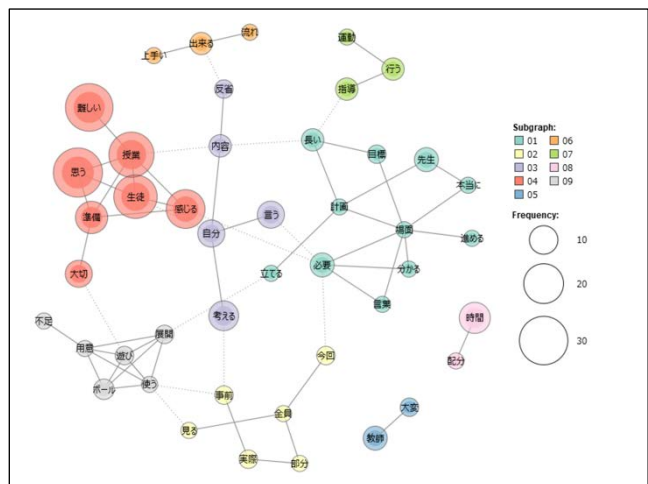 流れ
出来る
上手い
運動
行う
指導
反省
難しい
授業
内容
長い
目標
先生
思う
生徒
感じる
準備
本当に
計画
言う
場面
自分
進める
必要
分かる
大切
立てる
言葉
考える
時間
不足
展開
用意
遊び
今回
配分
ボール
使う
事前
大変
全員
見る
教師
実際
部分
Subgraph:
01 06
02 07
03 08
04 09
05
Frequency:
10
20
30